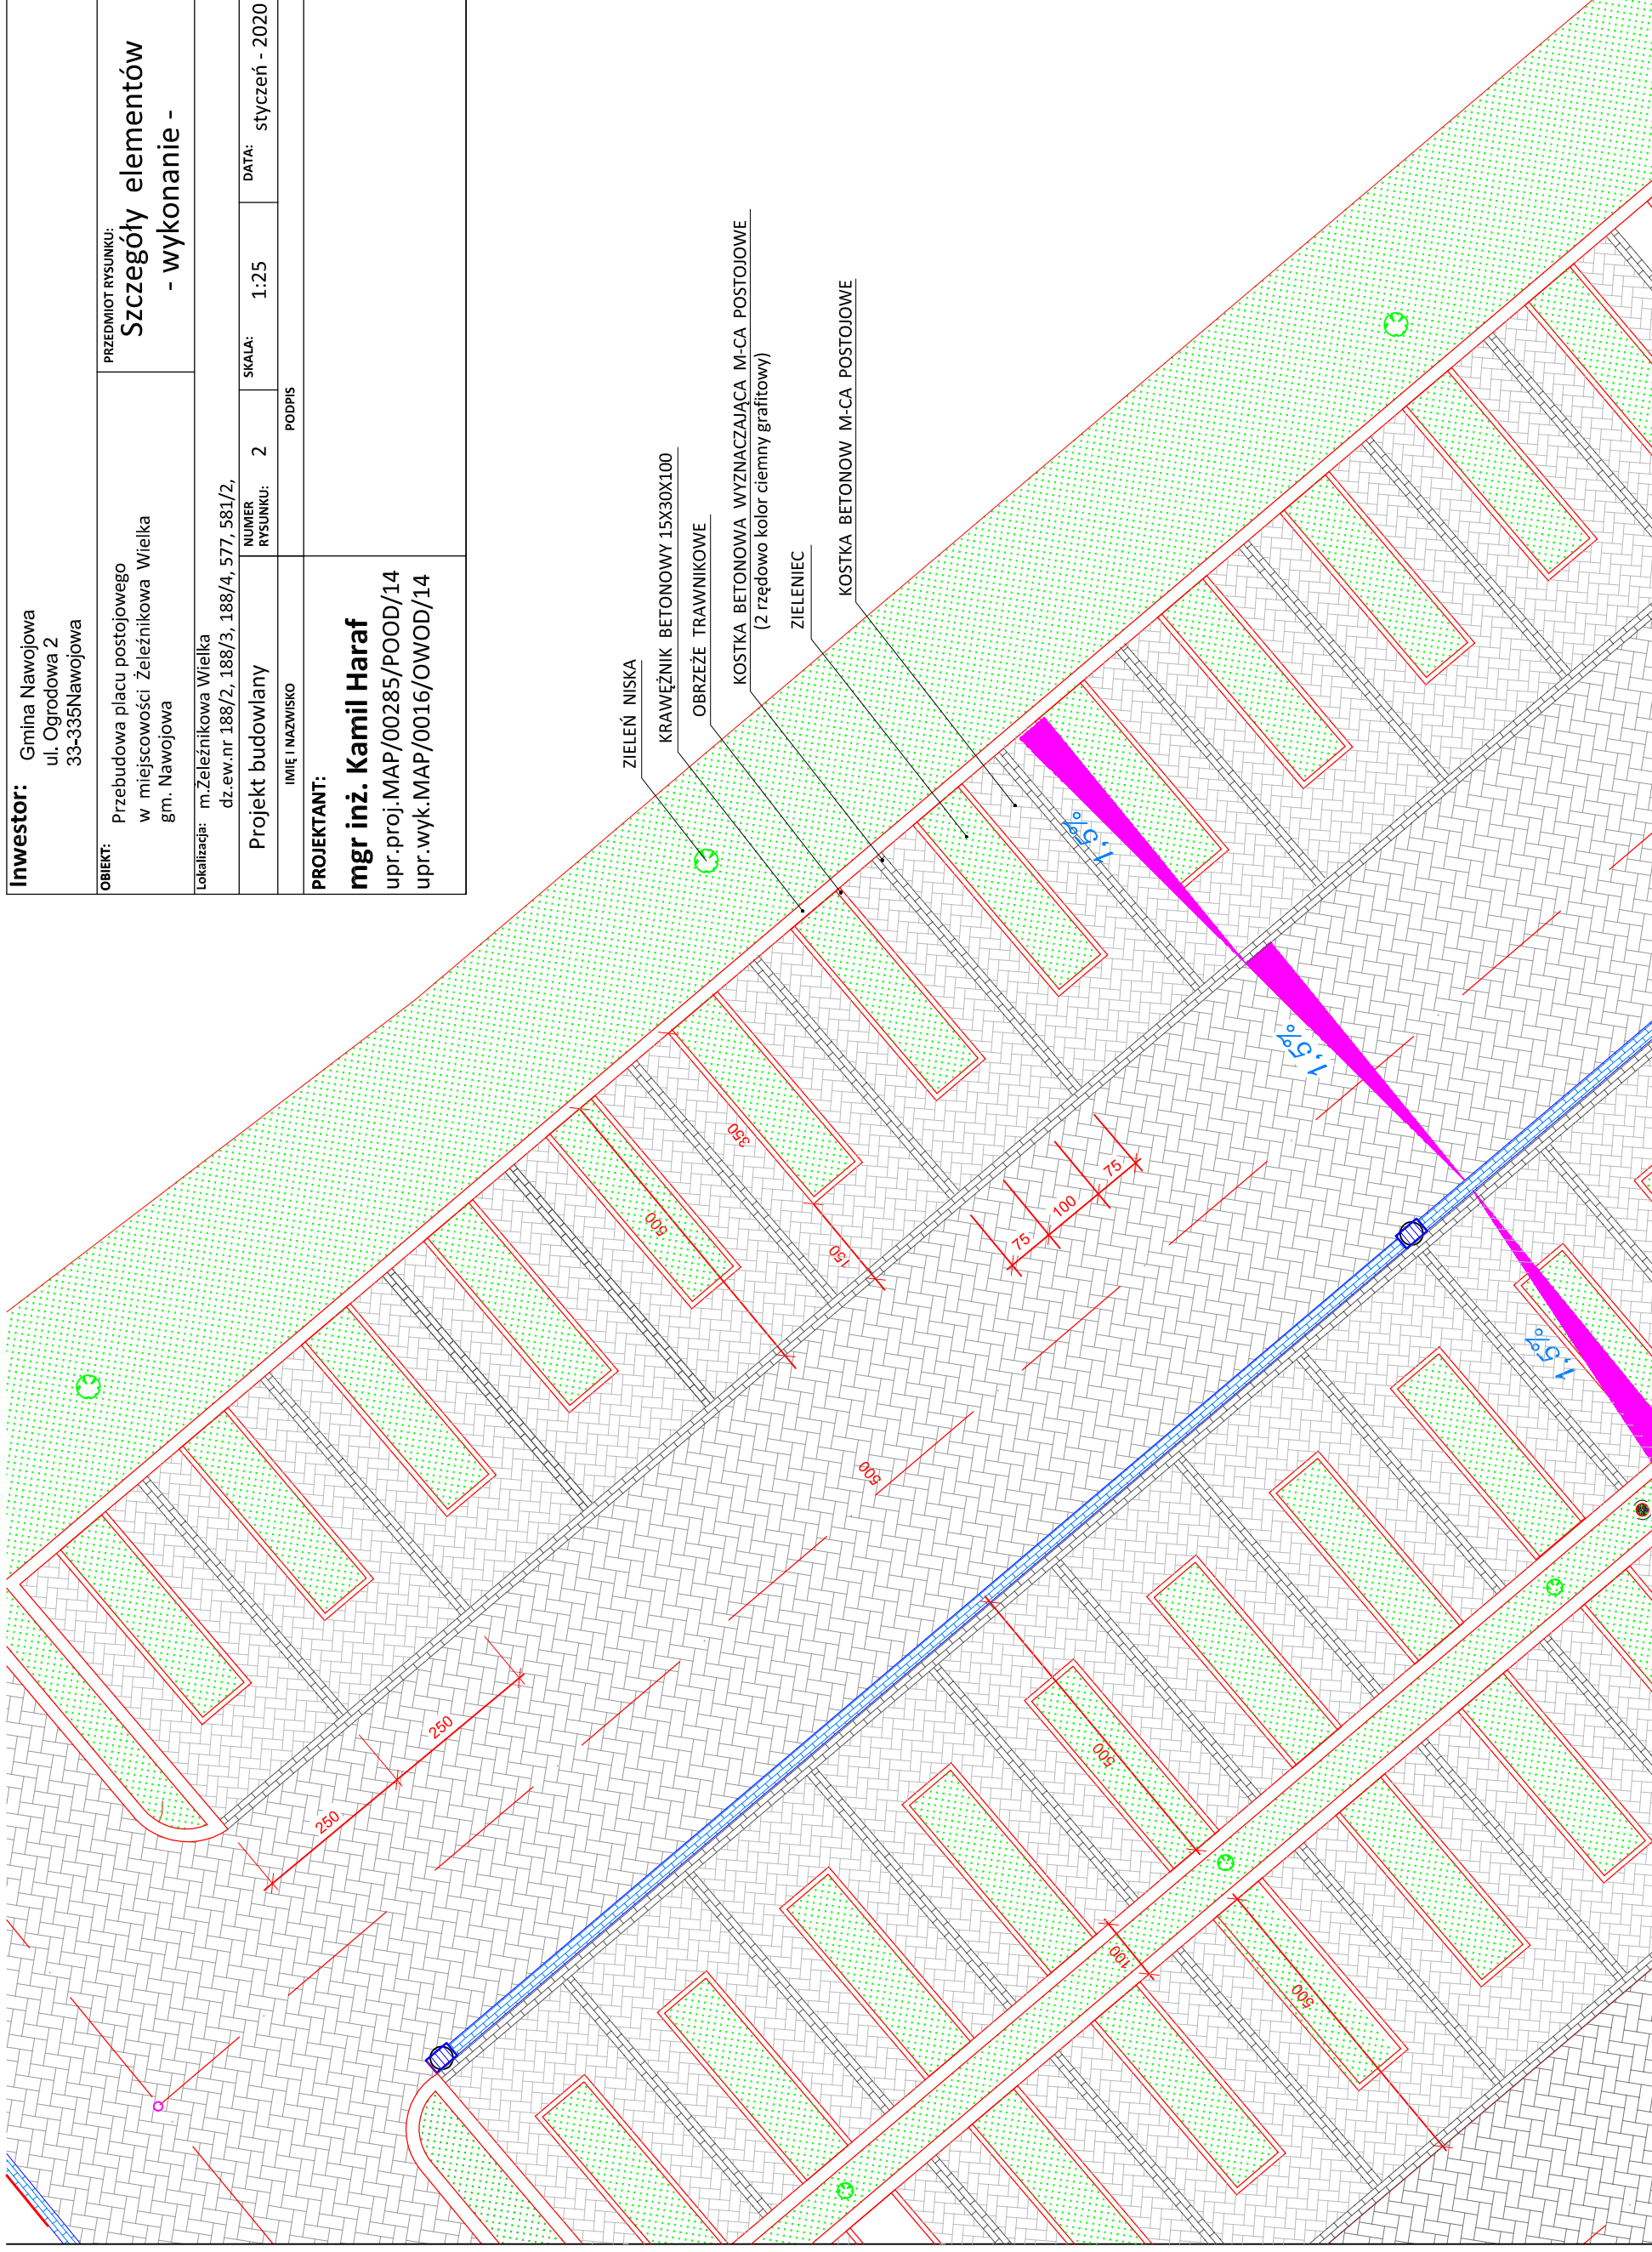 Inwestor:
Gmina Nawojowa
ul. Ogrodowa 2
33-335Nawojowa
OBIEKT:
Przebudowa placu postojowego
w miejscowości Żeleźnikowa Wielka
gm. Nawojowa
PRZEDMIOT RYSUNKU:
Szczegóły elementów
- wykonanie -
Lokalizacja: m.Żeleźnikowa Wielka
dz.ew.nr 188/2, 188/3, 188/4, 577, 581/2,
Projekt budowlany
NUMER
RYSUNKU:
2
SKALA:
1:25
DATA:
styczeń - 2020
IMIĘ I NAZWISKO
PODPIS
PROJEKTANT:
mgr inż. Kamil Haraf
upr.proj.MAP/00285/POOD/14
upr.wyk.MAP/0016/OWOD/14
ZIELEŃ NISKA
KRAWĘŻNIK BETONOWY 15X30X100
OBRZEŻE TRAWNIKOWE
KOSTKA BETONOWA WYZNACZAJĄCA M-CA POSTOJOWE
(2 rzędowo kolor ciemny grafitowy)
ZIELENIEC
KOSTKA BETONOW M-CA POSTOJOWE
1,5%
1,5%
1,5%
350
600
150
75
100
75
500
250
250
500
100
500